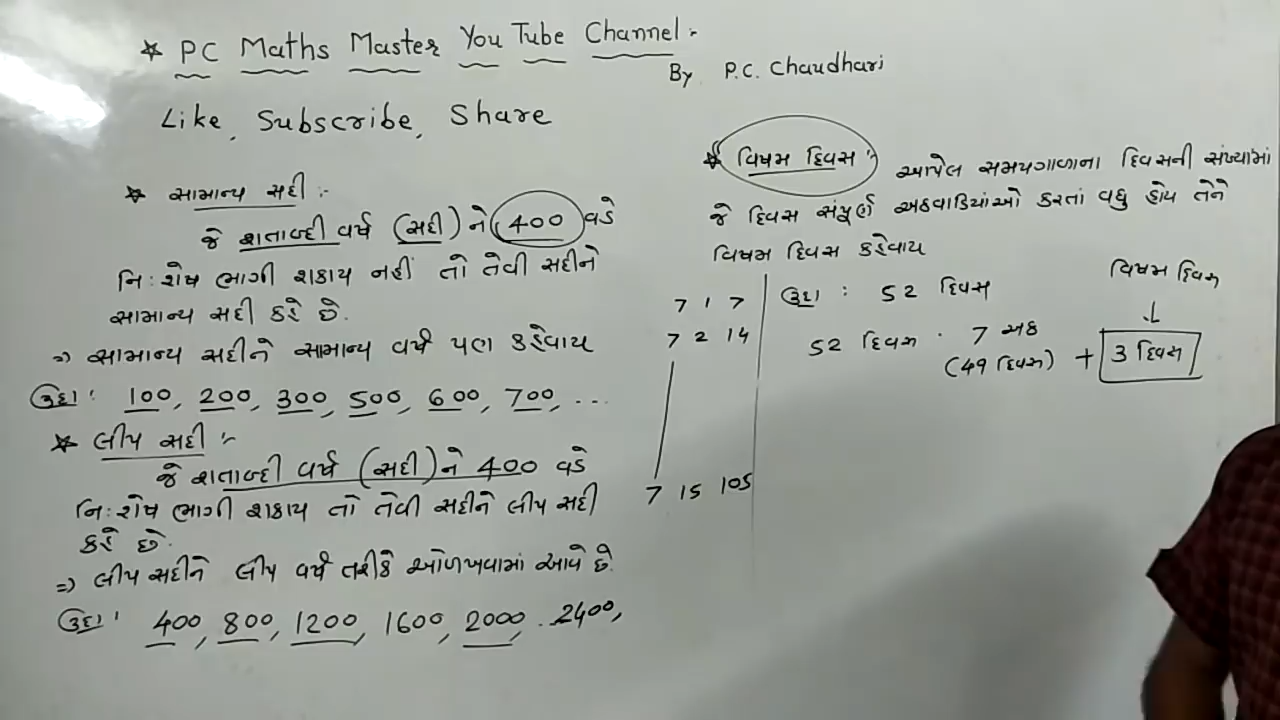 * PC Maths Master You Tube Channel :-
By P.C. Chaudhari
Like, Subscribe, Share
* સામાન્ય સદી :-
જે શતાબ્દી વર્ષ (સદી) ને 400 વડે
નિ:શેષ ભાગી શકાય નહીં તો તેવી સદીને
સામાન્ય સદી કહે છે.
⇒ સામાન્ય સદીને સામાન્ય વર્ષ પણ કહેવાય
ઉદા : 100, 200, 300, 500, 600, 700, ...
* લીપ સદી :-
જે શતાબ્દી વર્ષ (સદી) ને 400 વડે
નિ:શેષ ભાગી શકાય તો તેવી સદીને લીપ સદી
કહે છે.
⇒ લીપ સદીને લીપ વર્ષ તરીકે ઓળખવામાં આવે છે.
ઉદા : 400, 800, 1200, 1600, 2000, 2400,
* વિષમ દિવસ :- આપેલ સમયગાળાના દિવસની સંખ્યામાં
જે દિવસ સંપૂર્ણ અઠવાડિયાંઓ કરતાં વધુ હોય તેને
વિષમ દિવસ કહેવાય
7 1 7
7 2 14
7 15 105
ઉદા : 52 દિવસ
વિષમ દિવસ
↓
52 દિવસ . 7 અઠ
(49 દિવસ) + 3 દિવસ